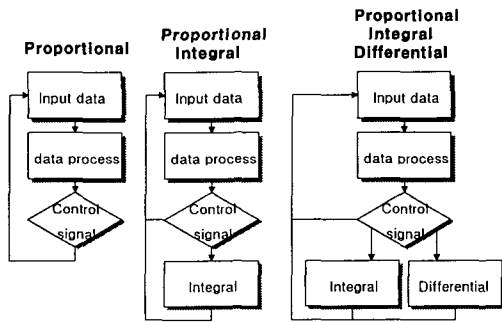 Proportional
Input data
data process
Control
signal
Proportional
Integral
Input data
data process
Control
signal
Integral
Proportional
Integral
Differential
Input data
data process
Control
signal
Integral
Differential